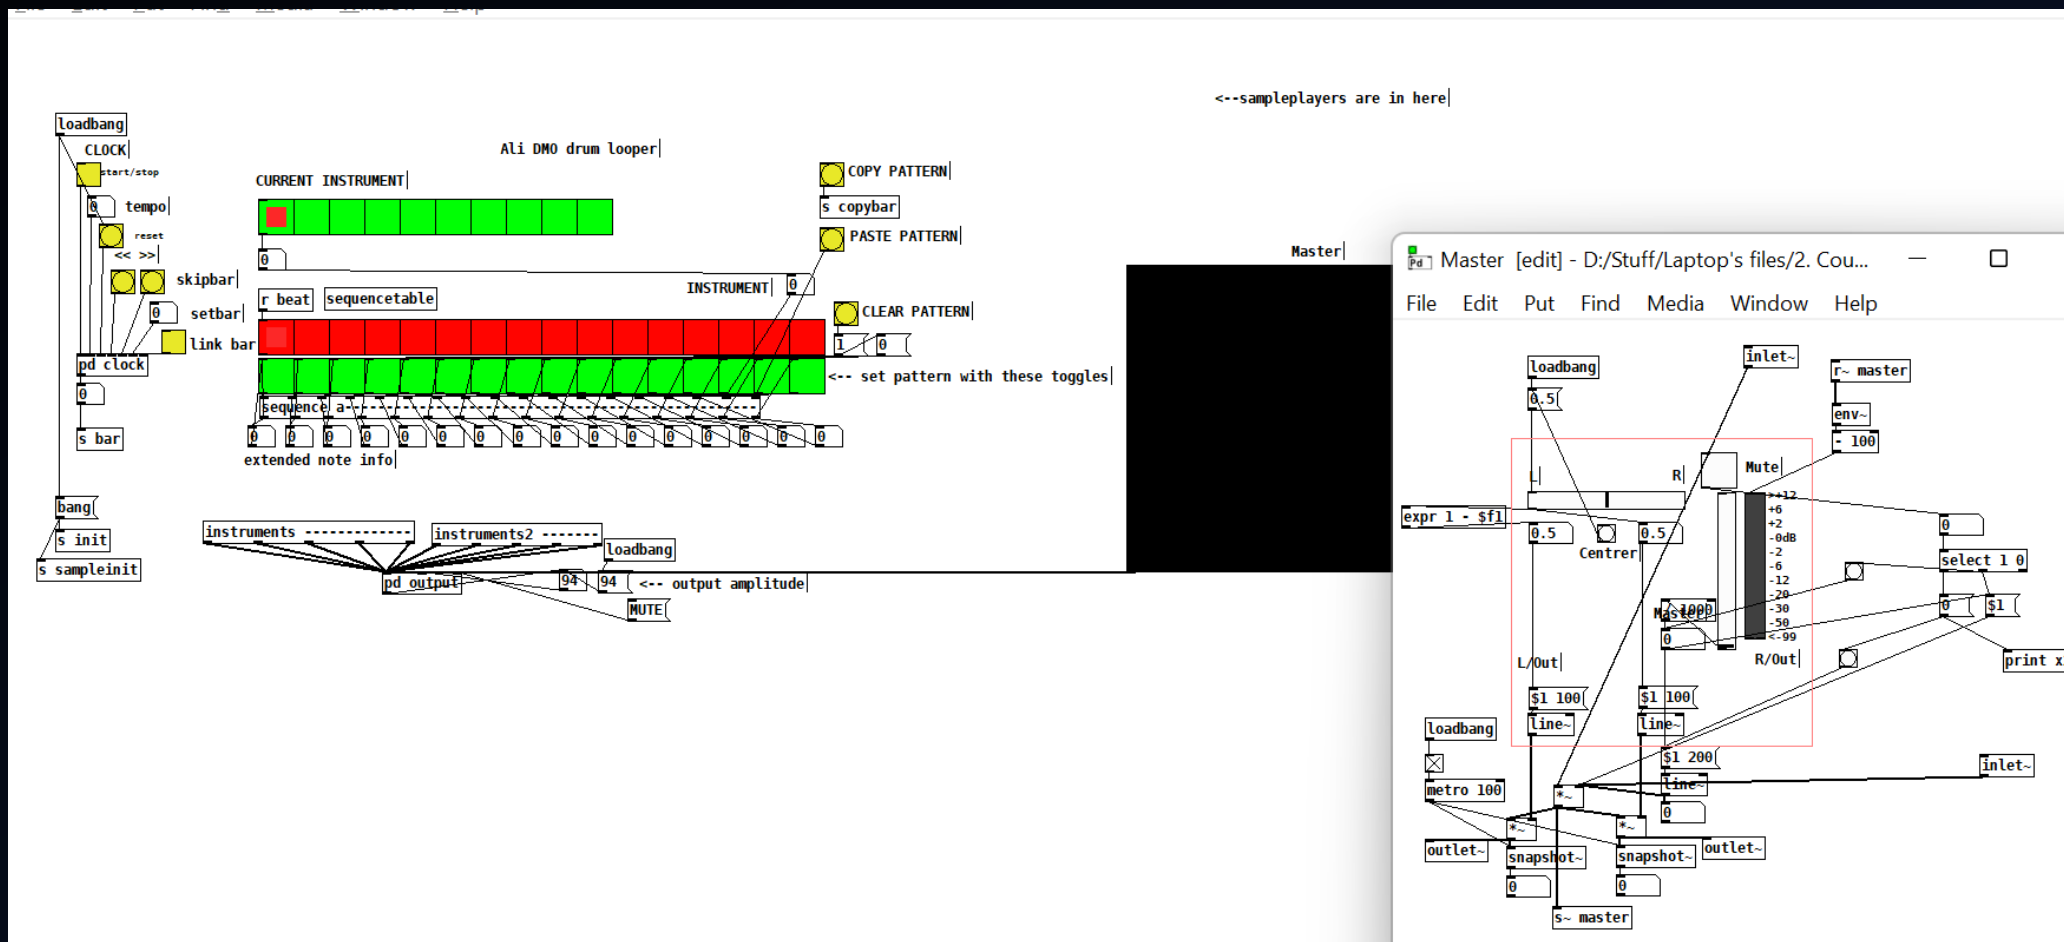 File Edit Put Find Media Window Help
<--sampleplayers are in here
loadbang
CLOCK
start/stop
0
tempo
reset
<< >>
skipbar
0
setbar
link bar
pd clock
0
s bar
bang
s init
s sampleinit
Ali DMO drum looper
CURRENT INSTRUMENT
0
INSTRUMENT
0
r beat
sequencetable
COPY PATTERN
s copybar
PASTE PATTERN
CLEAR PATTERN
1
0
<-- set pattern with these toggles
sequence a-
0 0 0 0 0 0 0 0 0 0 0 0 0 0 0 0
extended note info
instruments ------------
instruments2 -------
loadbang
pd output
94
94
<-- output amplitude
MUTE
Master
Master [edit] - D:/Stuff/Laptop's files/2. Cou...
File Edit Put Find Media Window Help
loadbang
0.5
inlet~
r~ master
env~
- 100
L
R
Mute
expr 1 - $f1
0.5
0.5
Centrer
>+12
+6
+2
-0dB
-2
-6
-12
-20
-30
-50
<-99
Master
1000
0
L/Out
R/Out
0
select 1 0
0
$1
print x
$1 100
$1 100
line~
line~
$1 200
line~
0
loadbang
metro 100
*~
*~
*~
inlet~
outlet~
snapshot~
snapshot~
outlet~
0
0
s~ master